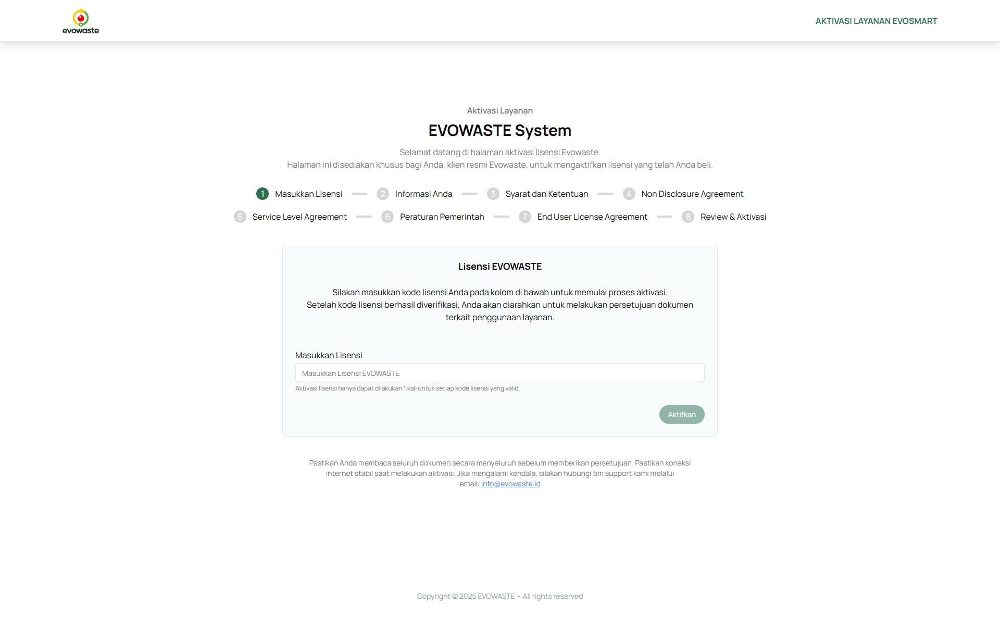 evowaste
AKTIVASI LAYANAN EVOSMART
Aktivasi Layanan
EVOWASTE System
Selamat datang di halaman aktivasi lisensi Evowaste.
Halaman ini disediakan khusus bagi Anda, klien resmi Evowaste, untuk mengaktifkan lisensi yang telah Anda beli.
1 Masukkan Lisensi 2 Informasi Anda 3 Syarat dan Ketentuan 4 Non Disclosure Agreement
5 Service Level Agreement 6 Peraturan Pemerintah 7 End User License Agreement 8 Review & Aktivasi
Lisensi EVOWASTE
Silakan masukkan kode lisensi Anda pada kolom di bawah untuk memulai proses aktivasi.
Setelah kode lisensi berhasil diverifikasi, Anda akan diarahkan untuk melakukan persetujuan dokumen
terkait penggunaan layanan.
Masukkan Lisensi
Masukkan Lisensi EVOWASTE
Aktivasi lisensi hanya dapat dilakukan 1 kali untuk setiap kode lisensi yang valid.
Aktifkan
Pastikan Anda membaca seluruh dokumen secara menyeluruh sebelum memberikan persetujuan. Pastikan koneksi
internet stabil saat melakukan aktivasi. Jika mengalami kendala, silakan hubungi tim support kami melalui
email: info@evowaste.id
Copyright © 2025 EVOWASTE • All rights reserved